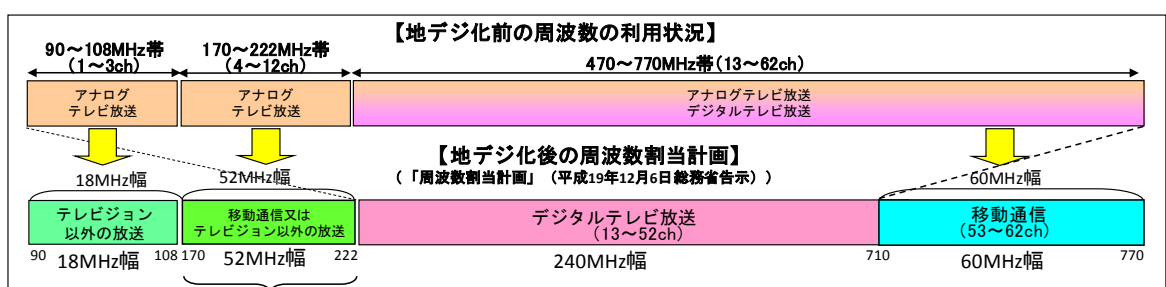 【地デジ化前の周波数の利用状況】
90～108MHz帯
（1～3ch）
170～222MHz帯
（4～12ch）
470～770MHz帯（13～62ch）
アナログ
テレビ放送
アナログ
テレビ放送
アナログテレビ放送
デジタルテレビ放送
【地デジ化後の周波数割当計画】
（「周波数割当計画」（平成19年12月6日総務省告示））
18MHz幅
52MHz幅
60MHz幅
テレビジョン
以外の放送
移動通信又は
テレビジョン以外の放送
デジタルテレビ放送
（13～52ch）
移動通信
（53～62ch）
90 18MHz幅 108
170 52MHz幅 222
240MHz幅
710 60MHz幅 770